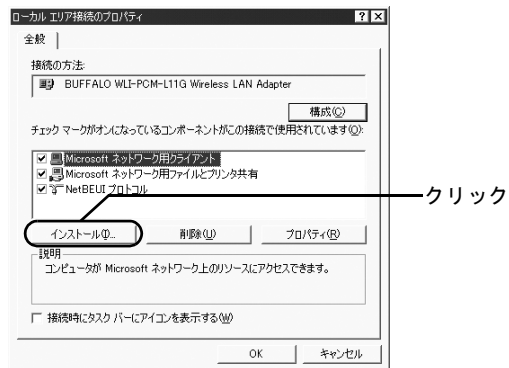 ローカル エリア接続のプロパティ
全般
接続の方法:
BUFFALO WLI-PCM-L11G Wireless LAN Adapter
構成(C)
チェック マークがオンになっているコンポーネントがこの接続で使用されています(O):
Microsoft ネットワーク用クライアント
Microsoft ネットワーク用ファイルとプリンタ共有
NetBEUI プロトコル
クリック
インストール(I)...
削除(U)
プロパティ(R)
説明
コンピュータが Microsoft ネットワーク上のリソースにアクセスできます。
接続時にタスク バーにアイコンを表示する(W)
OK
キャンセル